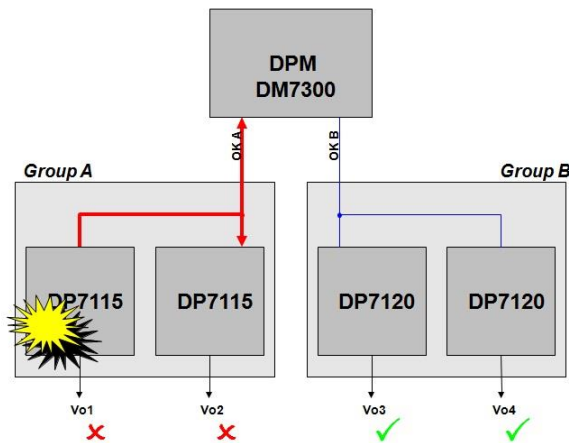 DPM
DM7300
OK A
OK B
Group A
Group B
DP7115
DP7115
DP7120
DP7120
Vo1
Vo2
Vo3
Vo4